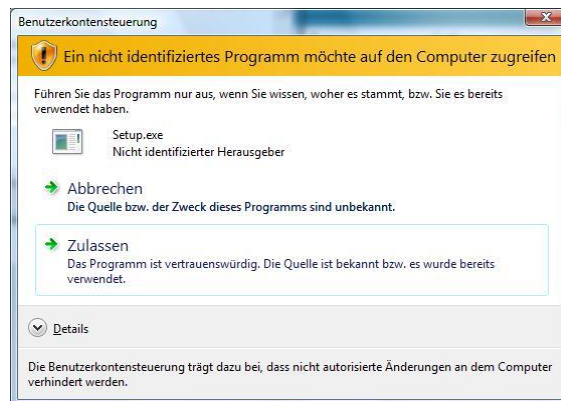 Benutzerkontensteuerung
Ein nicht identifiziertes Programm möchte auf den Computer zugreifen
Führen Sie das Programm nur aus, wenn Sie wissen, woher es stammt, bzw. Sie es bereits
verwendet haben.
Setup.exe
Nicht identifizierter Herausgeber
Abbrechen
Die Quelle bzw. der Zweck dieses Programms sind unbekannt.
Zulassen
Das Programm ist vertrauenswürdig. Die Quelle ist bekannt bzw. es wurde bereits
verwendet.
Details
Die Benutzerkontensteuerung trägt dazu bei, dass nicht autorisierte Änderungen an dem Computer
verhindert werden.